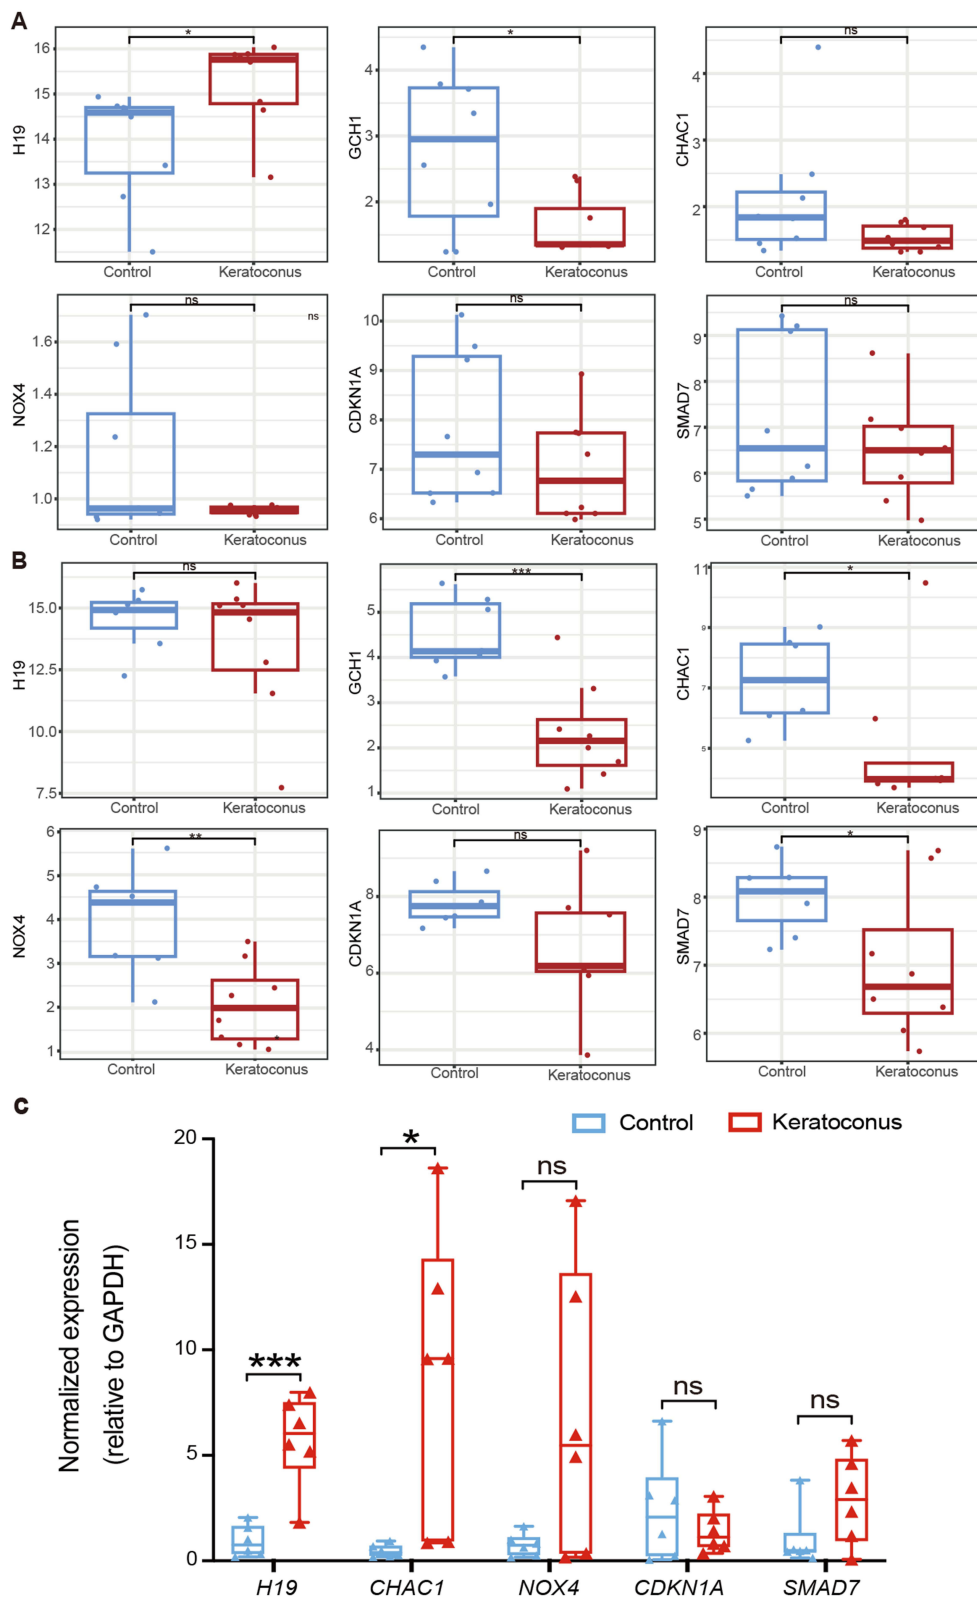 A
H19
16
15
14
13
12
*
Control
Keratoconus
GCH1
4
3
2
*
Control
Keratoconus
CHAC1
4
2
ns
Control
Keratoconus
NOX4
1.6
1.4
1.2
1.0
ns
ns
Control
Keratoconus
CDKN1A
10
9
8
7
6
ns
Control
Keratoconus
SMAD7
9
8
7
6
5
ns
Control
Keratoconus
B
H19
15.0
12.5
10.0
7.5
ns
Control
Keratoconus
GCH1
5
4
3
2
1
***
Control
Keratoconus
CHAC1
11
9
7
5
*
Control
Keratoconus
NOX4
6
5
4
3
2
1
**
Control
Keratoconus
CDKN1A
8
6
4
ns
Control
Keratoconus
SMAD7
9
8
7
6
*
Control
Keratoconus
C
Control
Keratoconus
Normalized expression
(relative to GAPDH)
20
15
10
5
0
***
*
ns
ns
ns
H19
CHAC1
NOX4
CDKN1A
SMAD7